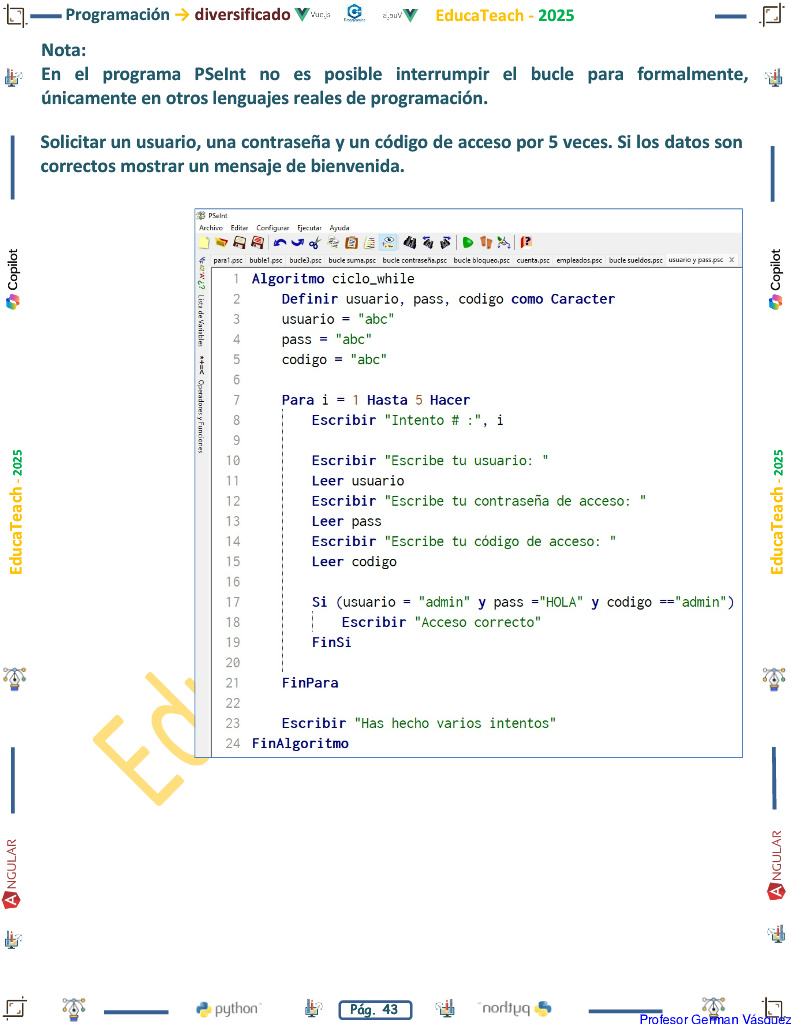 Programación → diversificado Vue.js EducaTeach - 2025
Nota:
En el programa PSeInt no es posible interrumpir el bucle para formalmente,
únicamente en otros lenguajes reales de programación.
Solicitar un usuario, una contraseña y un código de acceso por 5 veces. Si los datos son
correctos mostrar un mensaje de bienvenida.
PSeInt
Archivo Editar Configurar Ejecutar Ayuda
para1.psc buble1.psc bucle3.psc bucle suma.psc bucle contraseña.psc bucle bloqueo.psc cuenta.psc empleados.psc bucle sueldos.psc usuario y pass.psc X
Lista de Variables
Operadores y Funciones
1 Algoritmo ciclo_while
2 Definir usuario, pass, codigo como Caracter
3 usuario = "abc"
4 pass = "abc"
5 codigo = "abc"
6
7 Para i = 1 Hasta 5 Hacer
8 Escribir "Intento # :", i
9
10 Escribir "Escribe tu usuario: "
11 Leer usuario
12 Escribir "Escribe tu contraseña de acceso: "
13 Leer pass
14 Escribir "Escribe tu código de acceso: "
15 Leer codigo
16
17 Si (usuario = "admin" y pass ="HOLA" y codigo =="admin")
18 Escribir "Acceso correcto"
19 FinSi
20
21 FinPara
22
23 Escribir "Has hecho varios intentos"
24 FinAlgoritmo
Copilot
EducaTeach - 2025
ANGULAR
Copilot
EducaTeach - 2025
ANGULAR
python
Pág. 43
python
Profesor German Vásquez